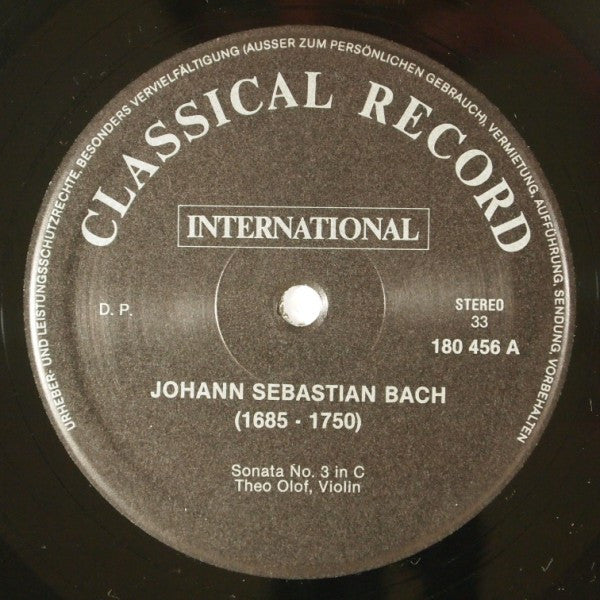 URHEBER- UND LEISTUNGSSCHUTZRECHTE, BESONDERS VERVIELFÄLTIGUNG (AUSSER ZUM PERSÖNLICHEN GEBRAUCH), VERMIETUNG, AUFFÜHRUNG, SENDUNG, VORBEHALTEN
CLASSICAL RECORD
INTERNATIONAL
D. P.
STEREO
33
180 456 A
JOHANN SEBASTIAN BACH
(1685 - 1750)
Sonata No. 3 in C
Theo Olof, Violin